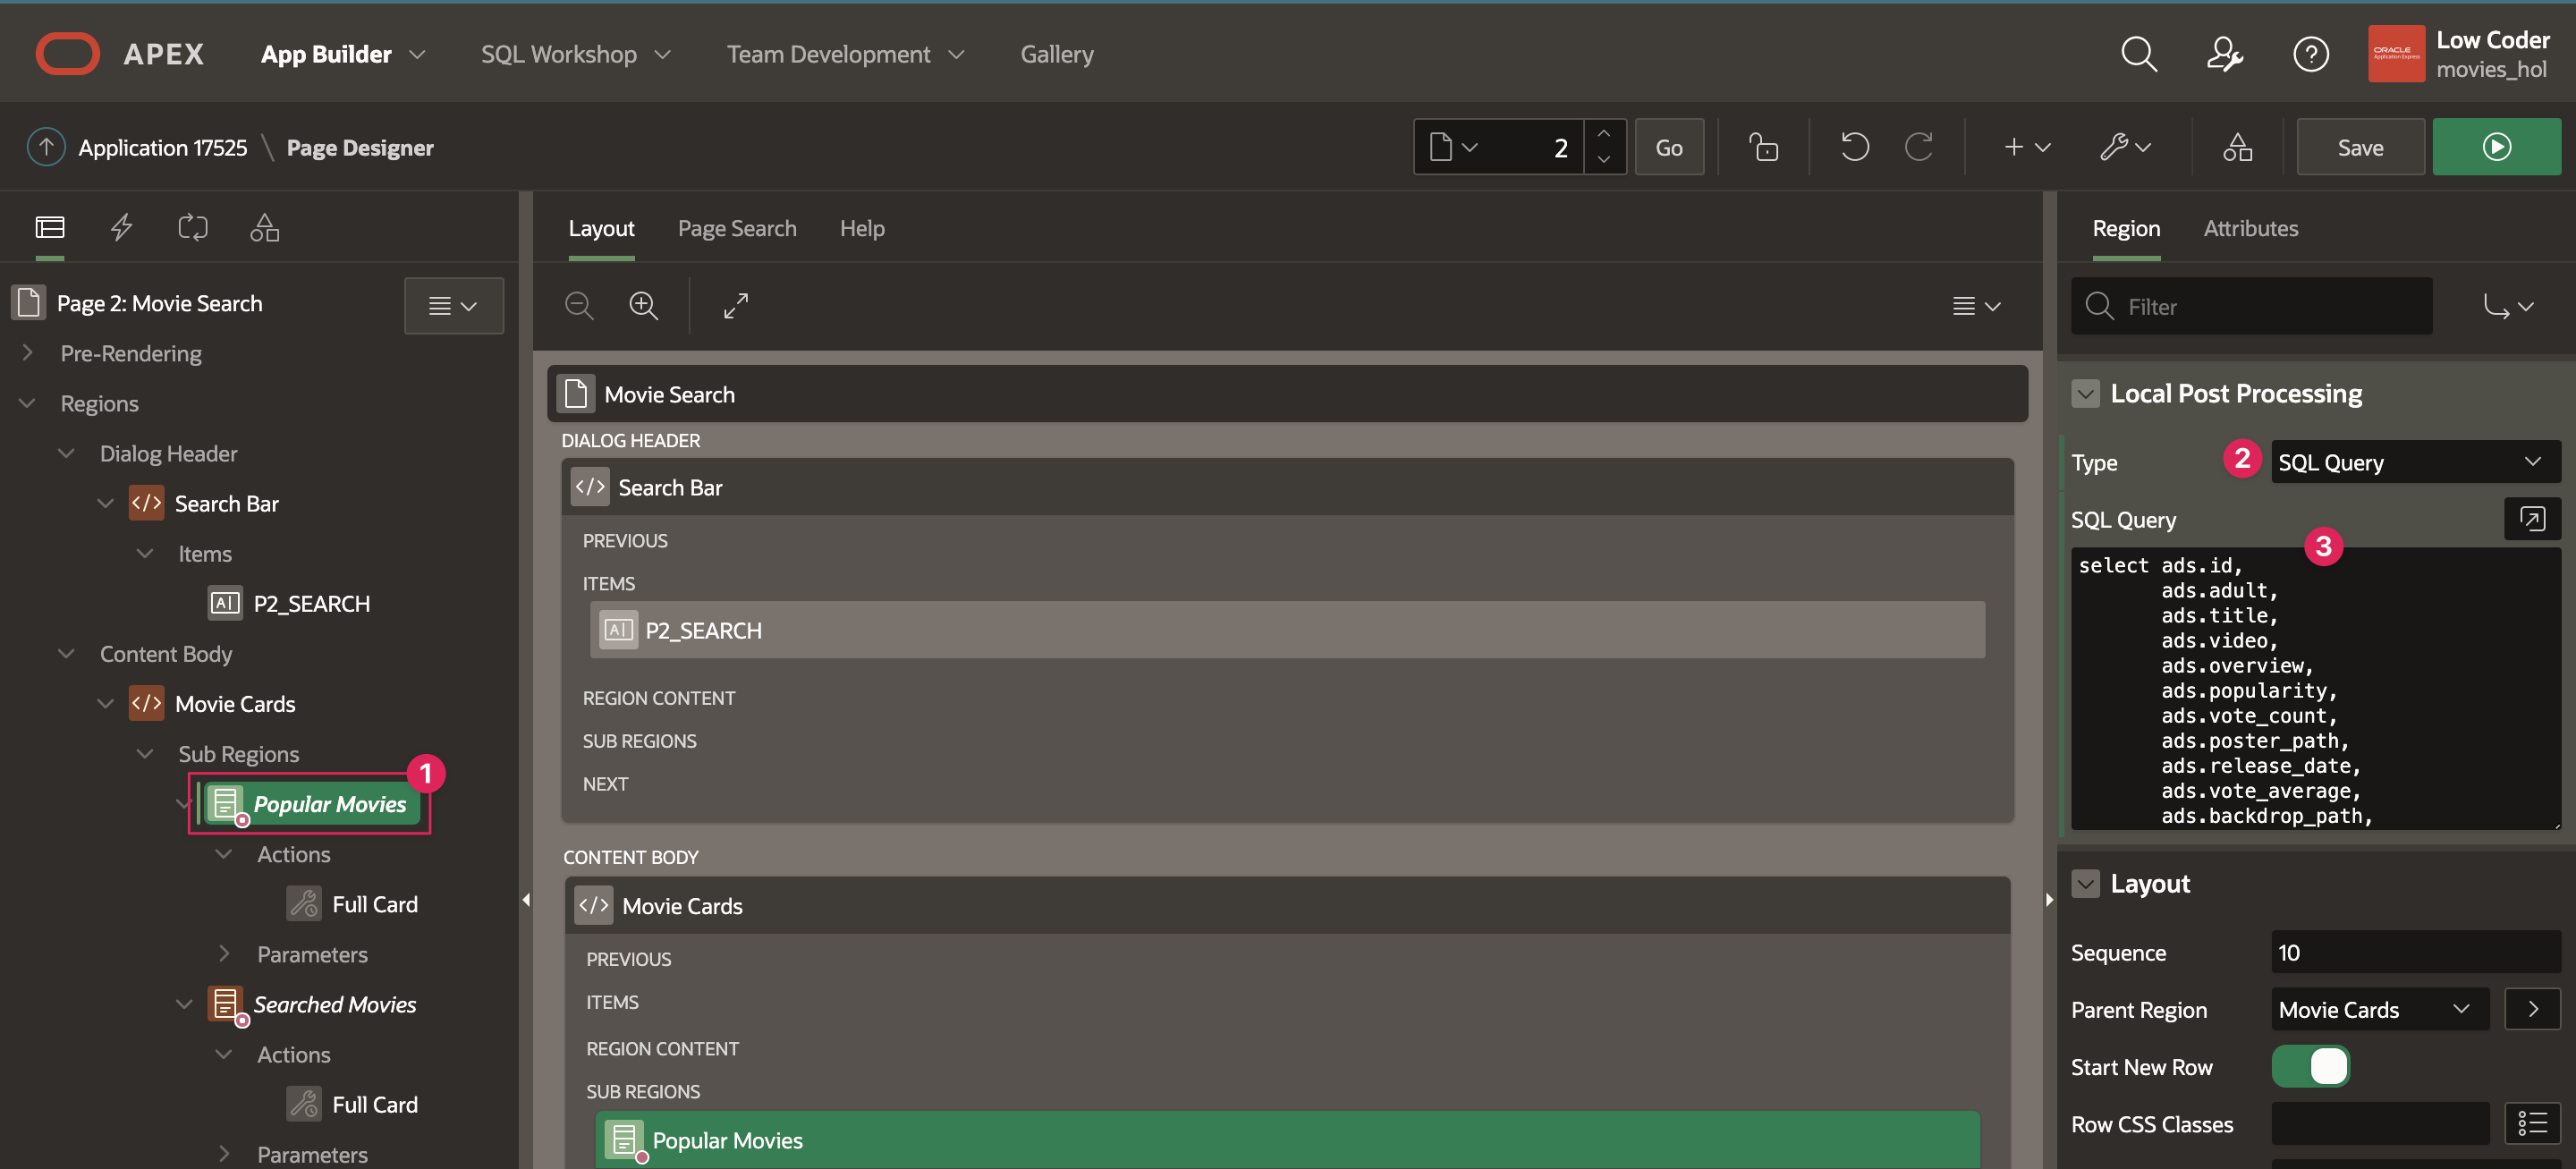 APEX
App Builder
SQL Workshop
Team Development
Gallery
ORACLE
Application Express
Low Coder
movies_hol
Application 17525 \ Page Designer
2
Go
Save
Page 2: Movie Search
Pre-Rendering
Regions
Dialog Header
Search Bar
Items
P2_SEARCH
Content Body
Movie Cards
Sub Regions
1
Popular Movies
Actions
Full Card
Parameters
Searched Movies
Actions
Full Card
Parameters
Layout
Page Search
Help
Movie Search
DIALOG HEADER
Search Bar
PREVIOUS
ITEMS
P2_SEARCH
REGION CONTENT
SUB REGIONS
NEXT
CONTENT BODY
Movie Cards
PREVIOUS
ITEMS
REGION CONTENT
SUB REGIONS
Popular Movies
Region
Attributes
Filter
Local Post Processing
Type
2
SQL Query
SQL Query
3
select ads.id,
ads.adult,
ads.title,
ads.video,
ads.overview,
ads.popularity,
ads.vote_count,
ads.poster_path,
ads.release_date,
ads.vote_average,
ads.backdrop_path,
Layout
Sequence
10
Parent Region
Movie Cards
Start New Row
Row CSS Classes